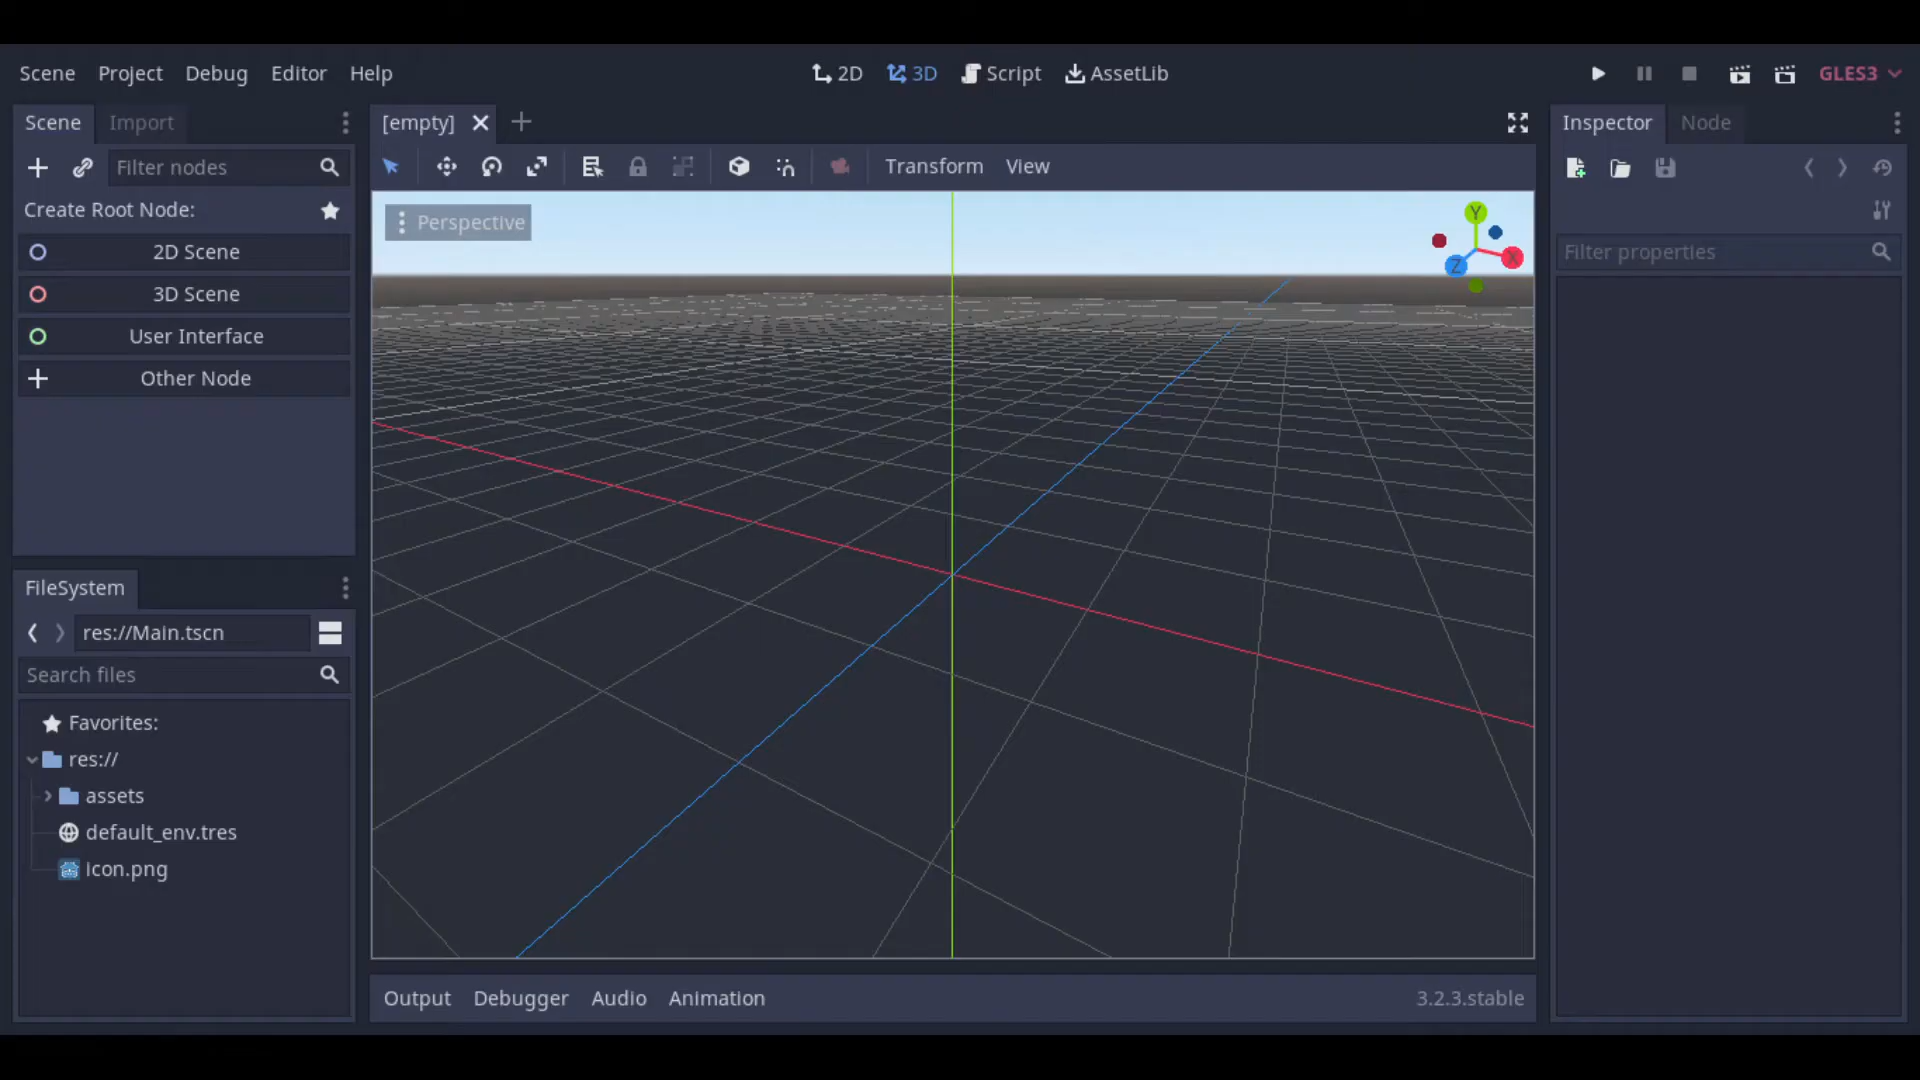 Scene Project Debug Editor Help
2D 3D Script AssetLib
GLES3
Scene Import
Filter nodes
Create Root Node:
2D Scene
3D Scene
User Interface
Other Node
FileSystem
res://Main.tscn
Search files
Favorites:
res://
assets
default_env.tres
icon.png
[empty]
Transform View
Perspective
Y
X
Z
Output Debugger Audio Animation
3.2.3.stable
Inspector Node
Filter properties